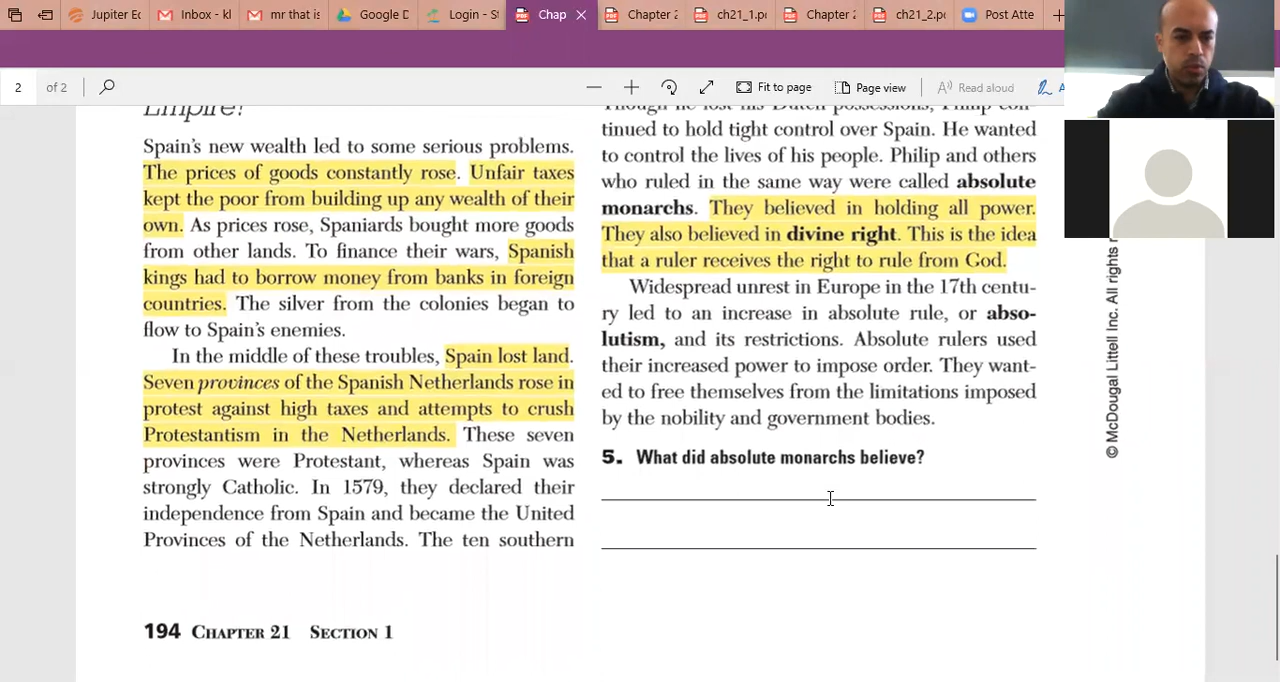 Jupiter Ec
Inbox - kl
mr that is
Google D
Login - St
Chap
Chapter 2
ch21_1.pd
Chapter 2
ch21_2.pd
Post Atte
2 of 2
Fit to page
Page view
Read aloud
Empire?
Spain's new wealth led to some serious problems.
The prices of goods constantly rose. Unfair taxes
kept the poor from building up any wealth of their
own. As prices rose, Spaniards bought more goods
from other lands. To finance their wars, Spanish
kings had to borrow money from banks in foreign
countries. The silver from the colonies began to
flow to Spain's enemies.
In the middle of these troubles, Spain lost land.
Seven provinces of the Spanish Netherlands rose in
protest against high taxes and attempts to crush
Protestantism in the Netherlands. These seven
provinces were Protestant, whereas Spain was
strongly Catholic. In 1579, they declared their
independence from Spain and became the United
Provinces of the Netherlands. The ten southern
Though he lost his Dutch possessions, Philip con-
tinued to hold tight control over Spain. He wanted
to control the lives of his people. Philip and others
who ruled in the same way were called absolute
monarchs. They believed in holding all power.
They also believed in divine right. This is the idea
that a ruler receives the right to rule from God.
Widespread unrest in Europe in the 17th centu-
ry led to an increase in absolute rule, or abso-
lutism, and its restrictions. Absolute rulers used
their increased power to impose order. They want-
ed to free themselves from the limitations imposed
by the nobility and government bodies.
5. What did absolute monarchs believe?
© McDougal Littell Inc. All rights r
194 CHAPTER 21 SECTION 1